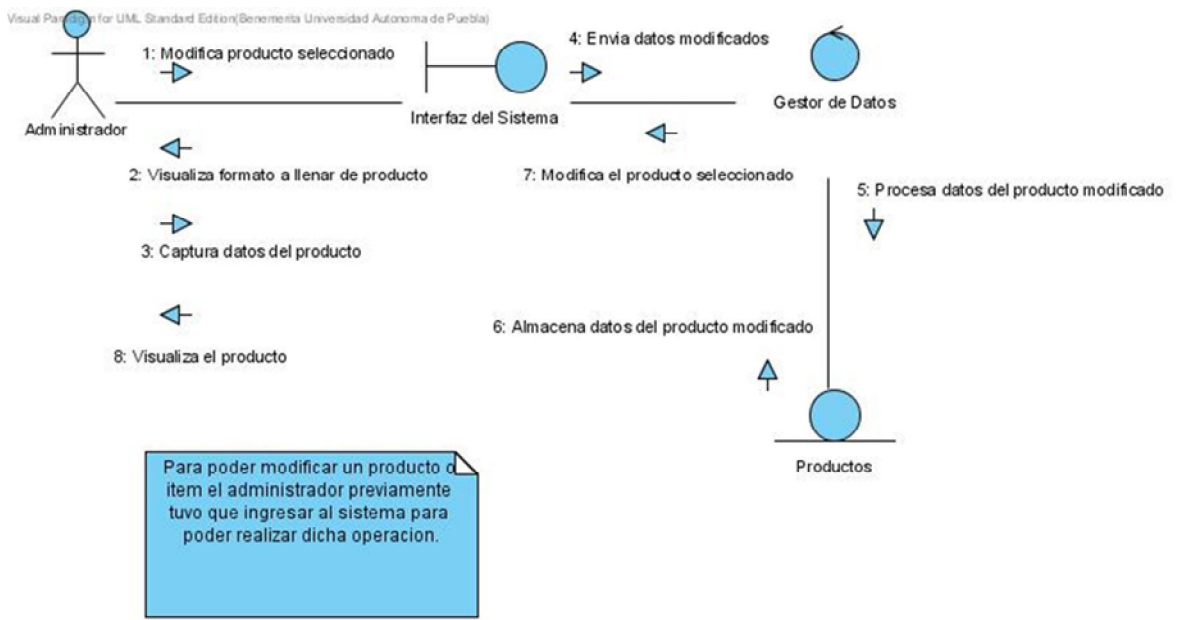 Visual Paradigm for UML Standard Edition(Benemerita Universidad Autonoma de Puebla)
1: Modifica producto seleccionado
4: Envia datos modificados
Administrador
Interfaz del Sistema
Gestor de Datos
2: Visualiza formato a llenar de producto
7: Modifica el producto seleccionado
5: Procesa datos del producto modificado
3: Captura datos del producto
6: Almacena datos del producto modificado
8: Visualiza el producto
Productos
Para poder modificar un producto o
item el administrador previamente
tuvo que ingresar al sistema para
poder realizar dicha operacion.